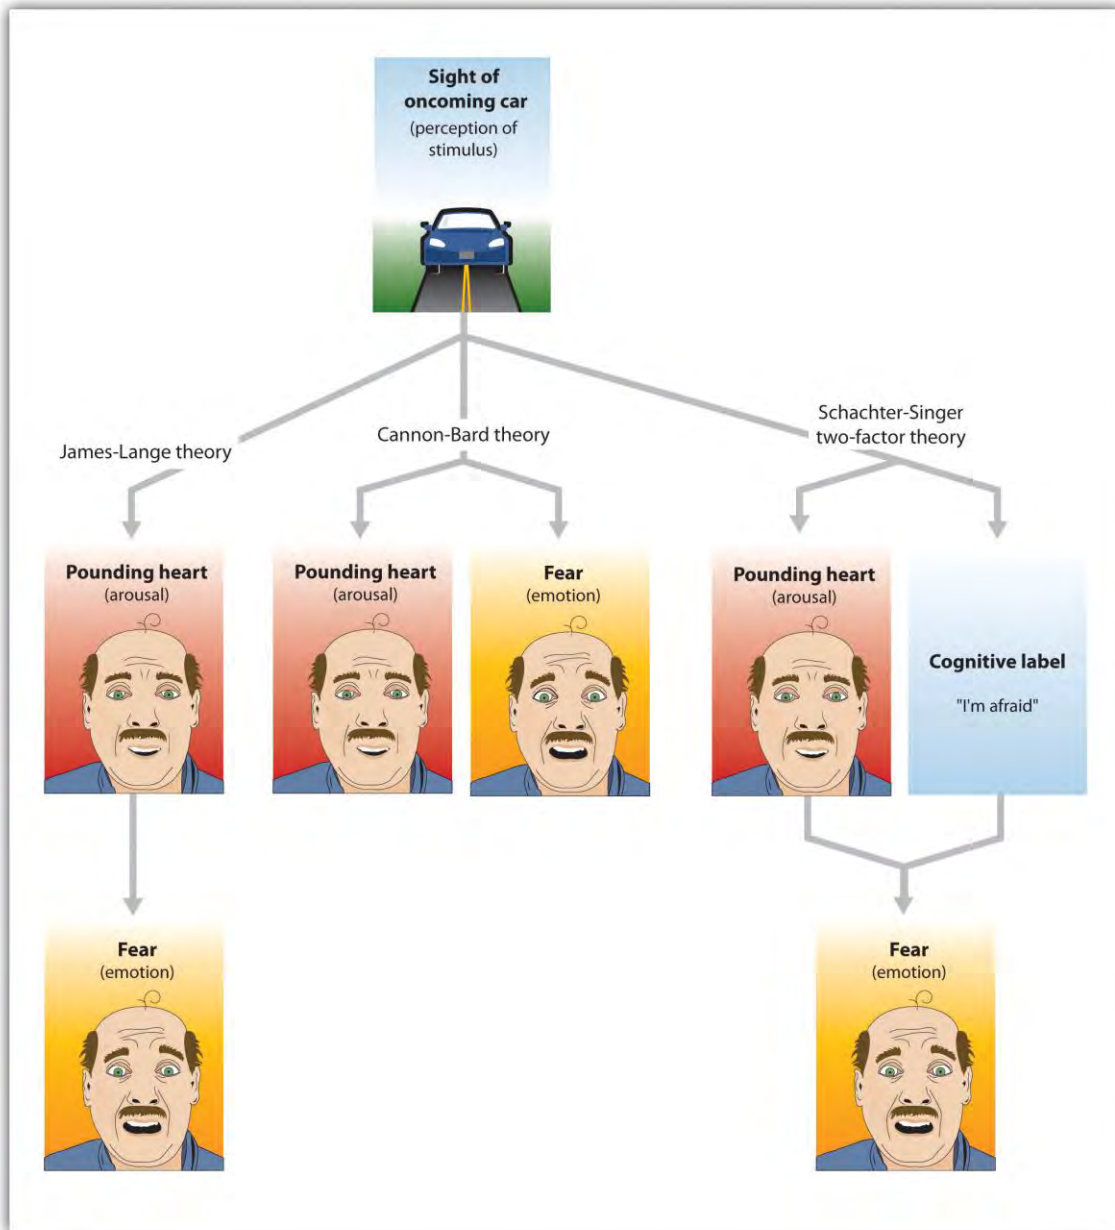 Sight of
oncoming car
(perception of
stimulus)
James-Lange theory
Cannon-Bard theory
Schachter-Singer
two-factor theory
Pounding heart
(arousal)
Pounding heart
(arousal)
Fear
(emotion)
Pounding heart
(arousal)
Cognitive label
"I'm afraid"
Fear
(emotion)
Fear
(emotion)